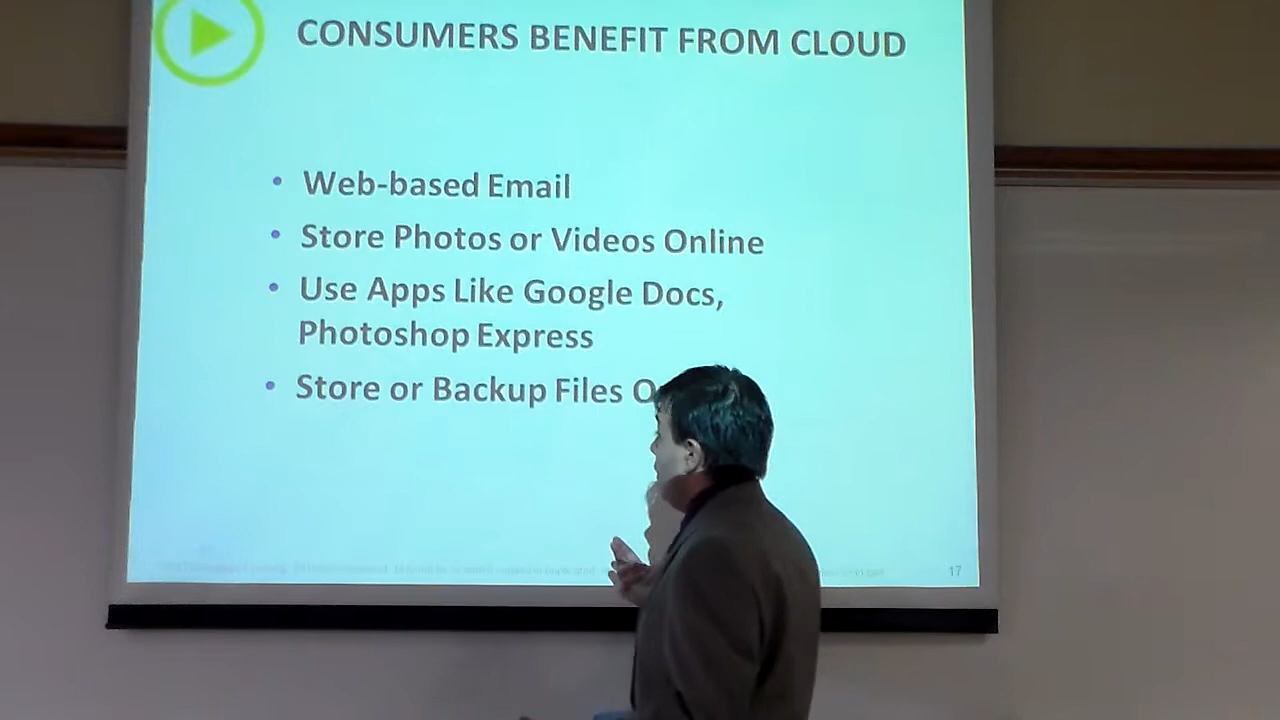 CONSUMERS BENEFIT FROM CLOUD
• Web-based Email
• Store Photos or Videos Online
• Use Apps Like Google Docs,
Photoshop Express
• Store or Backup Files
17